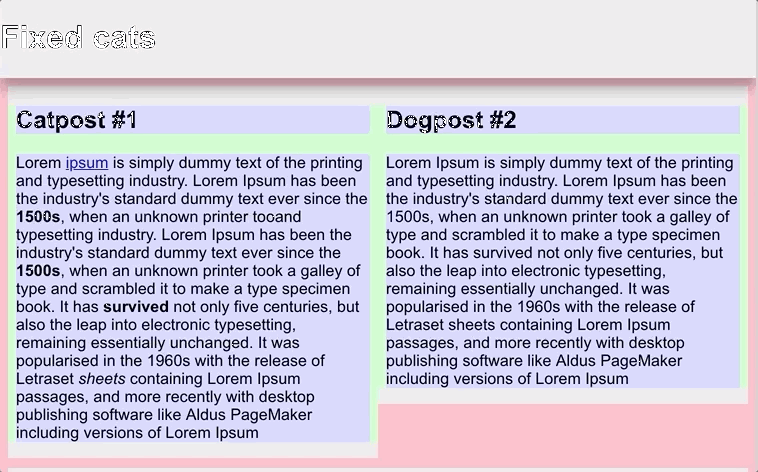 Fixed cats
Catpost #1
Lorem ipsum is simply dummy text of the printing
and typesetting industry. Lorem Ipsum has been
the industry's standard dummy text ever since the
1500s, when an unknown printer tooand
typesetting industry. Lorem Ipsum has been the
industry's standard dummy text ever since the
1500s, when an unknown printer took a galley of
type and scrambled it to make a type specimen
book. It has survived not only five centuries, but
also the leap into electronic typesetting,
remaining essentially unchanged. It was
popularised in the 1960s with the release of
Letraset sheets containing Lorem Ipsum
passages, and more recently with desktop
publishing software like Aldus PageMaker
including versions of Lorem Ipsum
Dogpost #2
Lorem Ipsum is simply dummy text of the printing
and typesetting industry. Lorem Ipsum has been
the industry's standard dummy text ever since the
1500s, when an unknown printer took a galley of
type and scrambled it to make a type specimen
book. It has survived not only five centuries, but
also the leap into electronic typesetting,
remaining essentially unchanged. It was
popularised in the 1960s with the release of
Letraset sheets containing Lorem Ipsum
passages, and more recently with desktop
publishing software like Aldus PageMaker
including versions of Lorem Ipsum